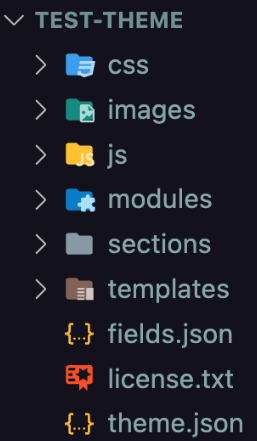 TEST-THEME
css
images
js
modules
sections
templates
fields.json
license.txt
theme.json